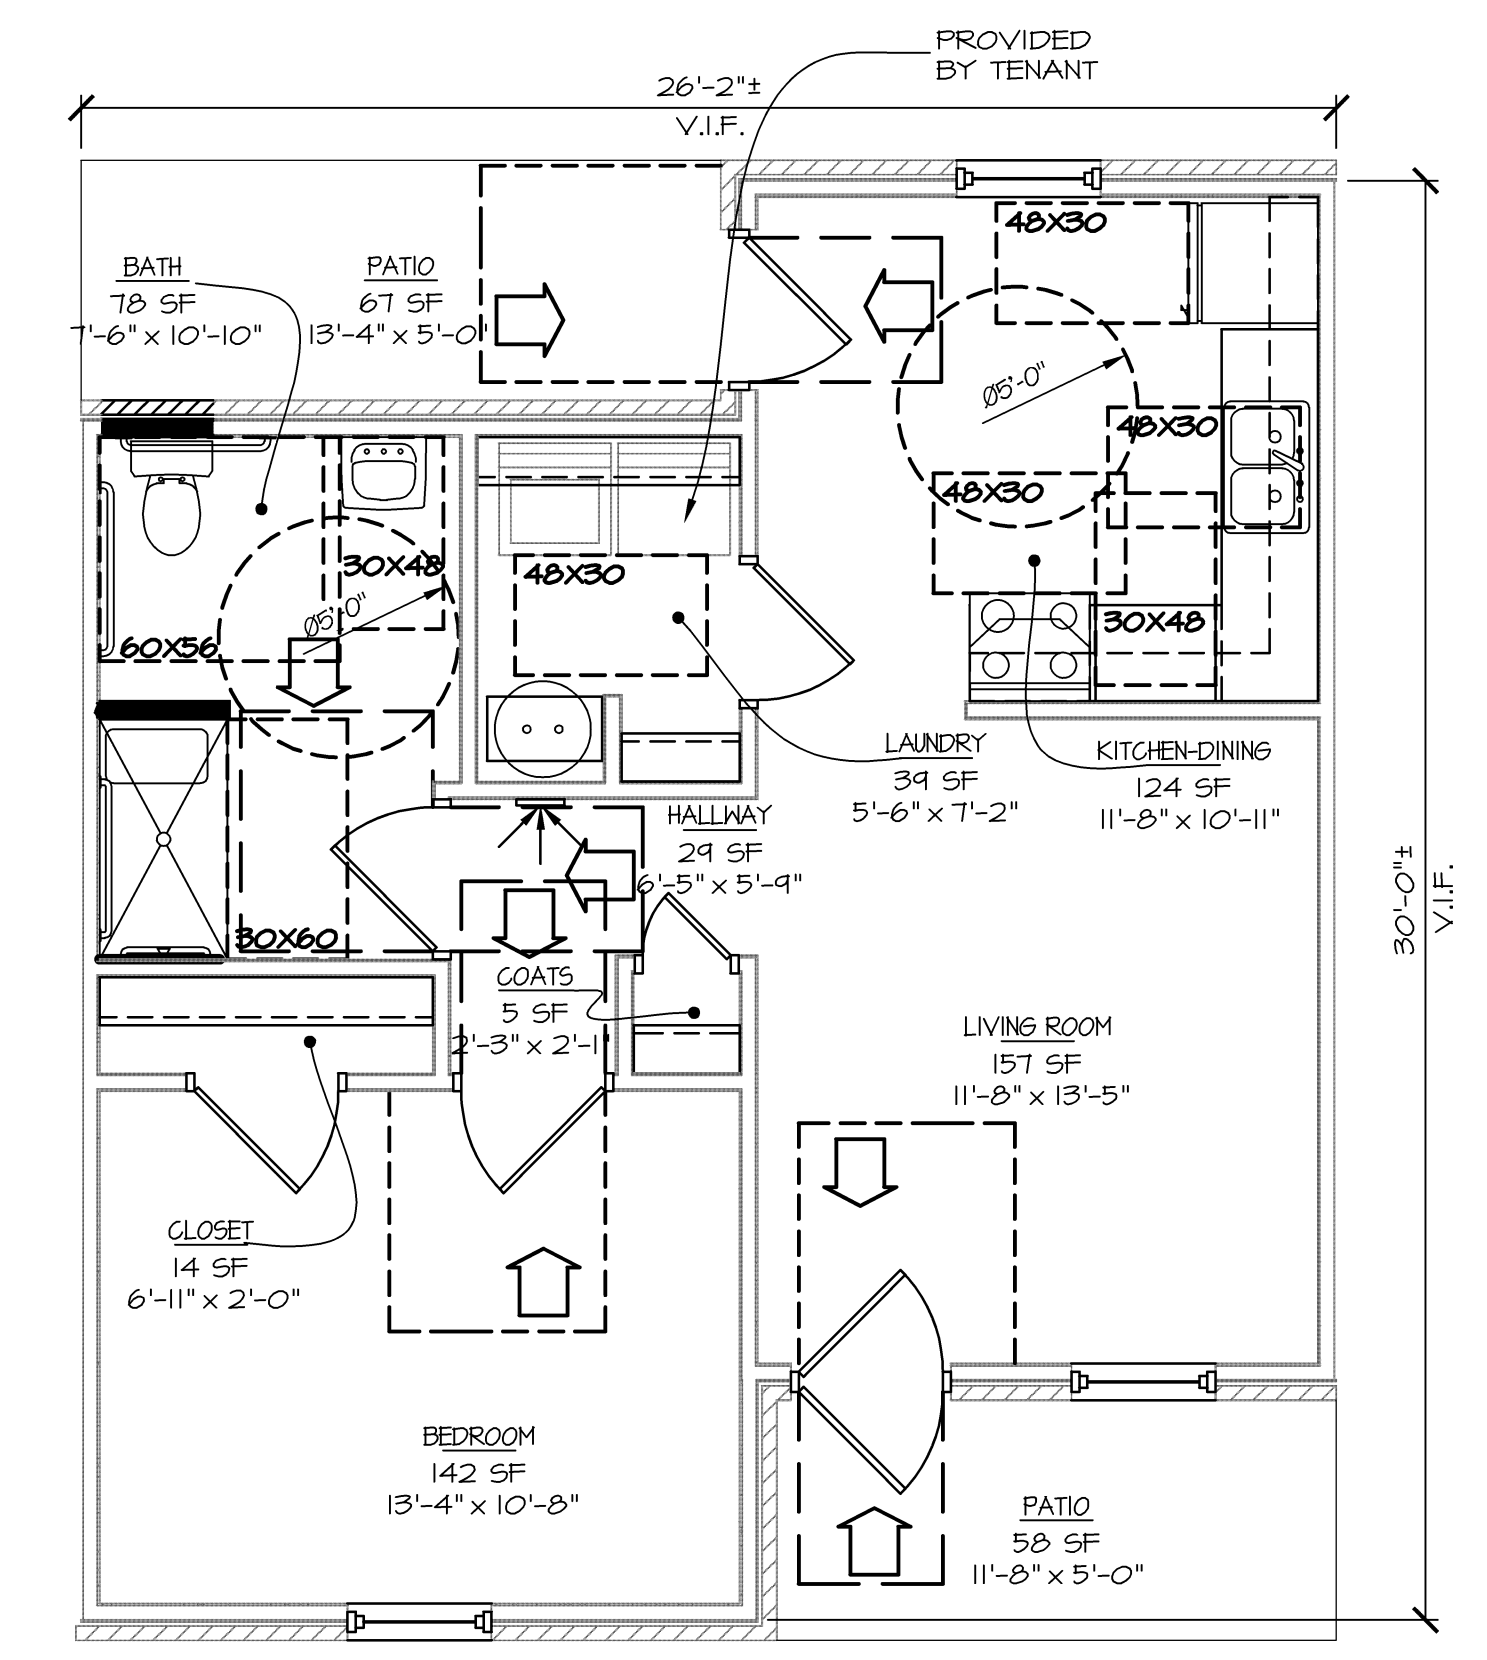 PROVIDED
BY TENANT
26'-2"±
V.I.F.
48X30
BATH
78 SF
7'-6" x 10'-10"
PATIO
67 SF
13'-4" x 5'-0"
Ø5'-0"
48X30
48X30
30X48
48X30
Ø5'-0"
60X56
30X48
LAUNDRY
39 SF
5'-6" x 7'-2"
KITCHEN-DINING
124 SF
11'-8" x 10'-11"
HALLWAY
29 SF
6'-5" x 5'-9"
30'-0"±
V.I.F.
30X60
COATS
5 SF
2'-3" x 2'-1"
LIVING ROOM
157 SF
11'-8" x 13'-5"
CLOSET
14 SF
6'-11" x 2'-0"
BEDROOM
142 SF
13'-4" x 10'-8"
PATIO
58 SF
11'-8" x 5'-0"